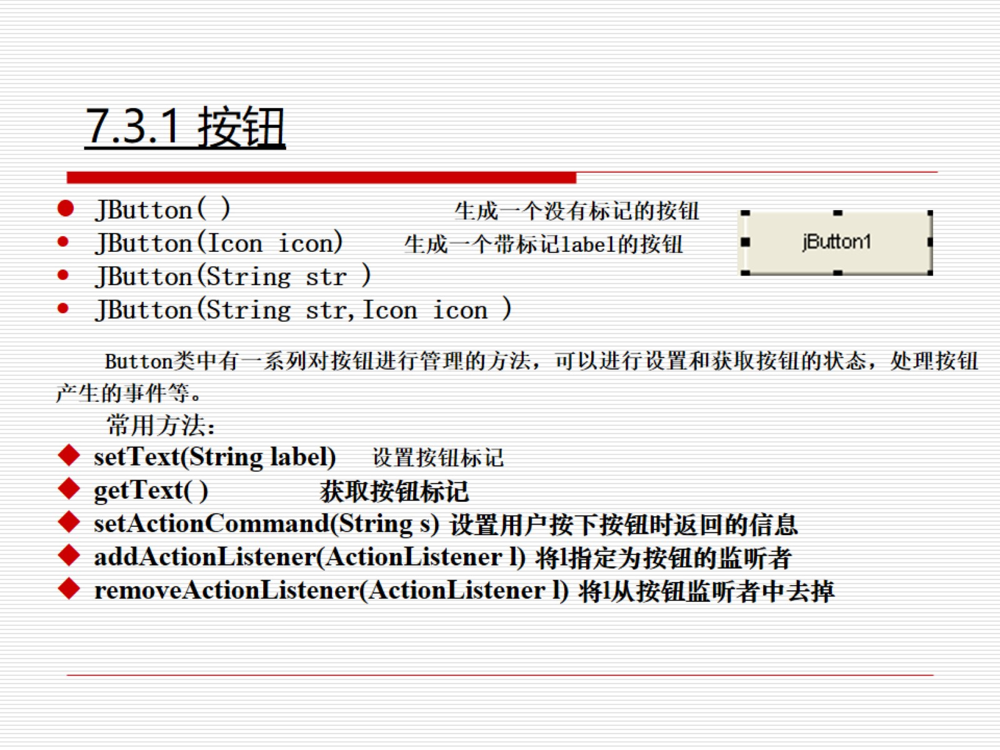 7.3.1 按钮
JButton( ) 生成一个没有标记的按钮
JButton(Icon icon) 生成一个带标记label的按钮
jButton1
JButton(String str )
JButton(String str,Icon icon )
Button类中有一系列对按钮进行管理的方法，可以进行设置和获取按钮的状态，处理按钮
产生的事件等。
常用方法：
setText(String label) 设置按钮标记
getText( ) 获取按钮标记
setActionCommand(String s) 设置用户按下按钮时返回的信息
addActionListener(ActionListener l) 将l指定为按钮的监听者
removeActionListener(ActionListener l) 将l从按钮监听者中去掉